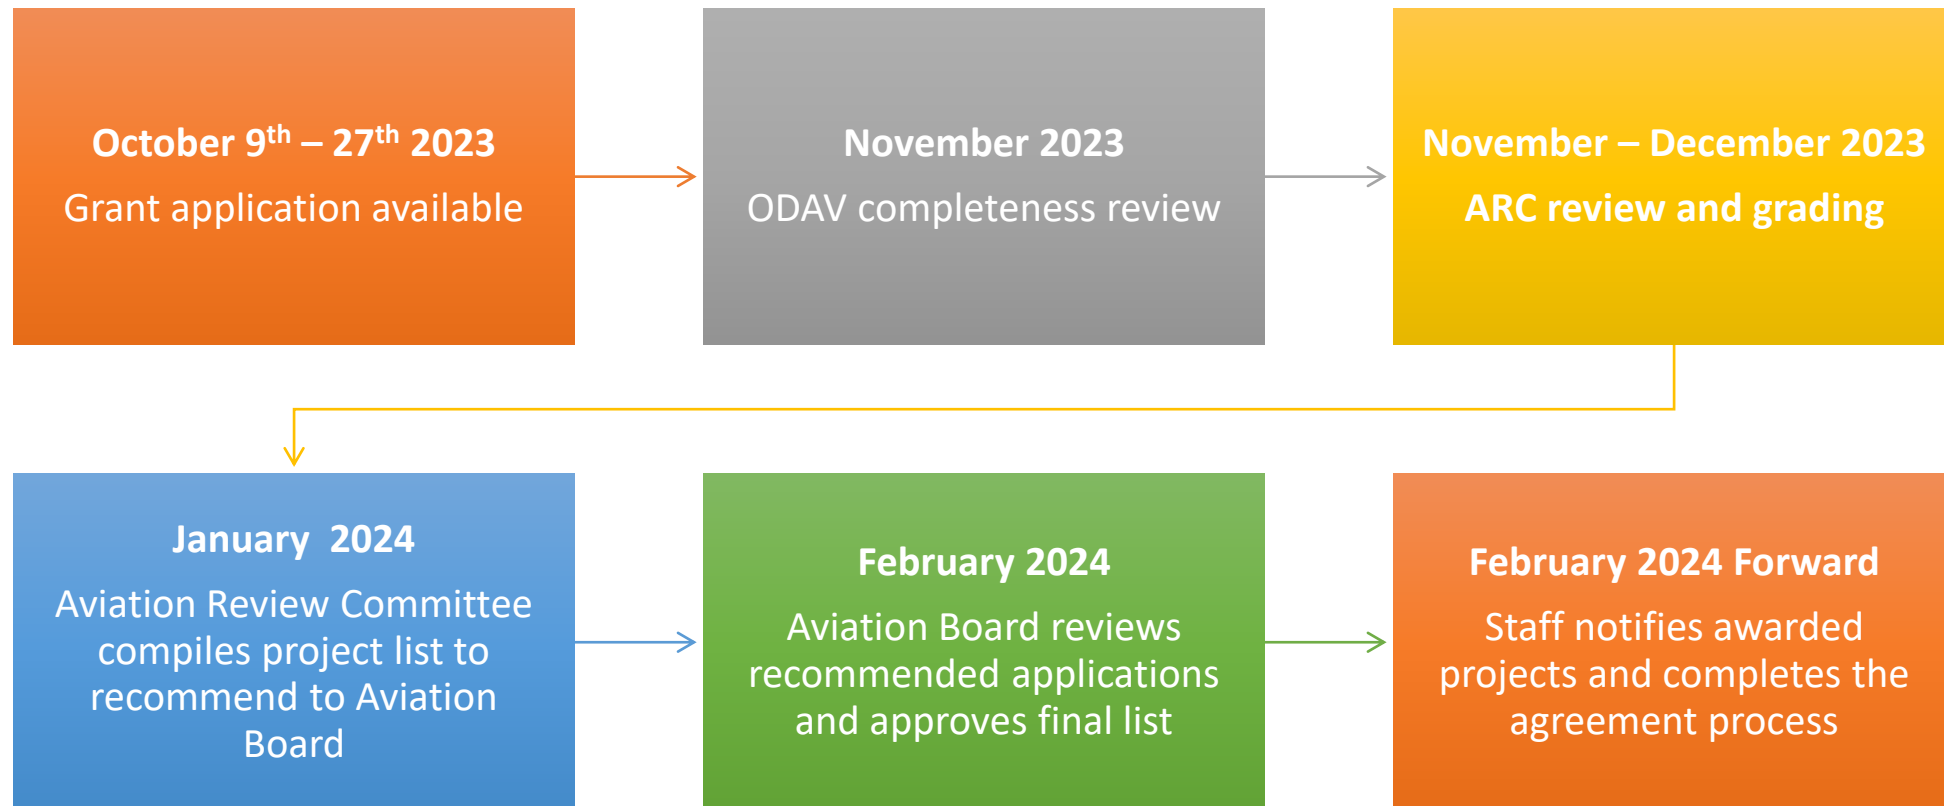 October 9th – 27th 2023
Grant application available
November 2023
ODAV completeness review
November – December 2023
ARC review and grading
January  2024
Aviation Review Committee
compiles project list to
recommend to Aviation
Board
February 2024
Aviation Board reviews
recommended applications
and approves final list
February 2024 Forward
Staff notifies awarded
projects and completes the
agreement process